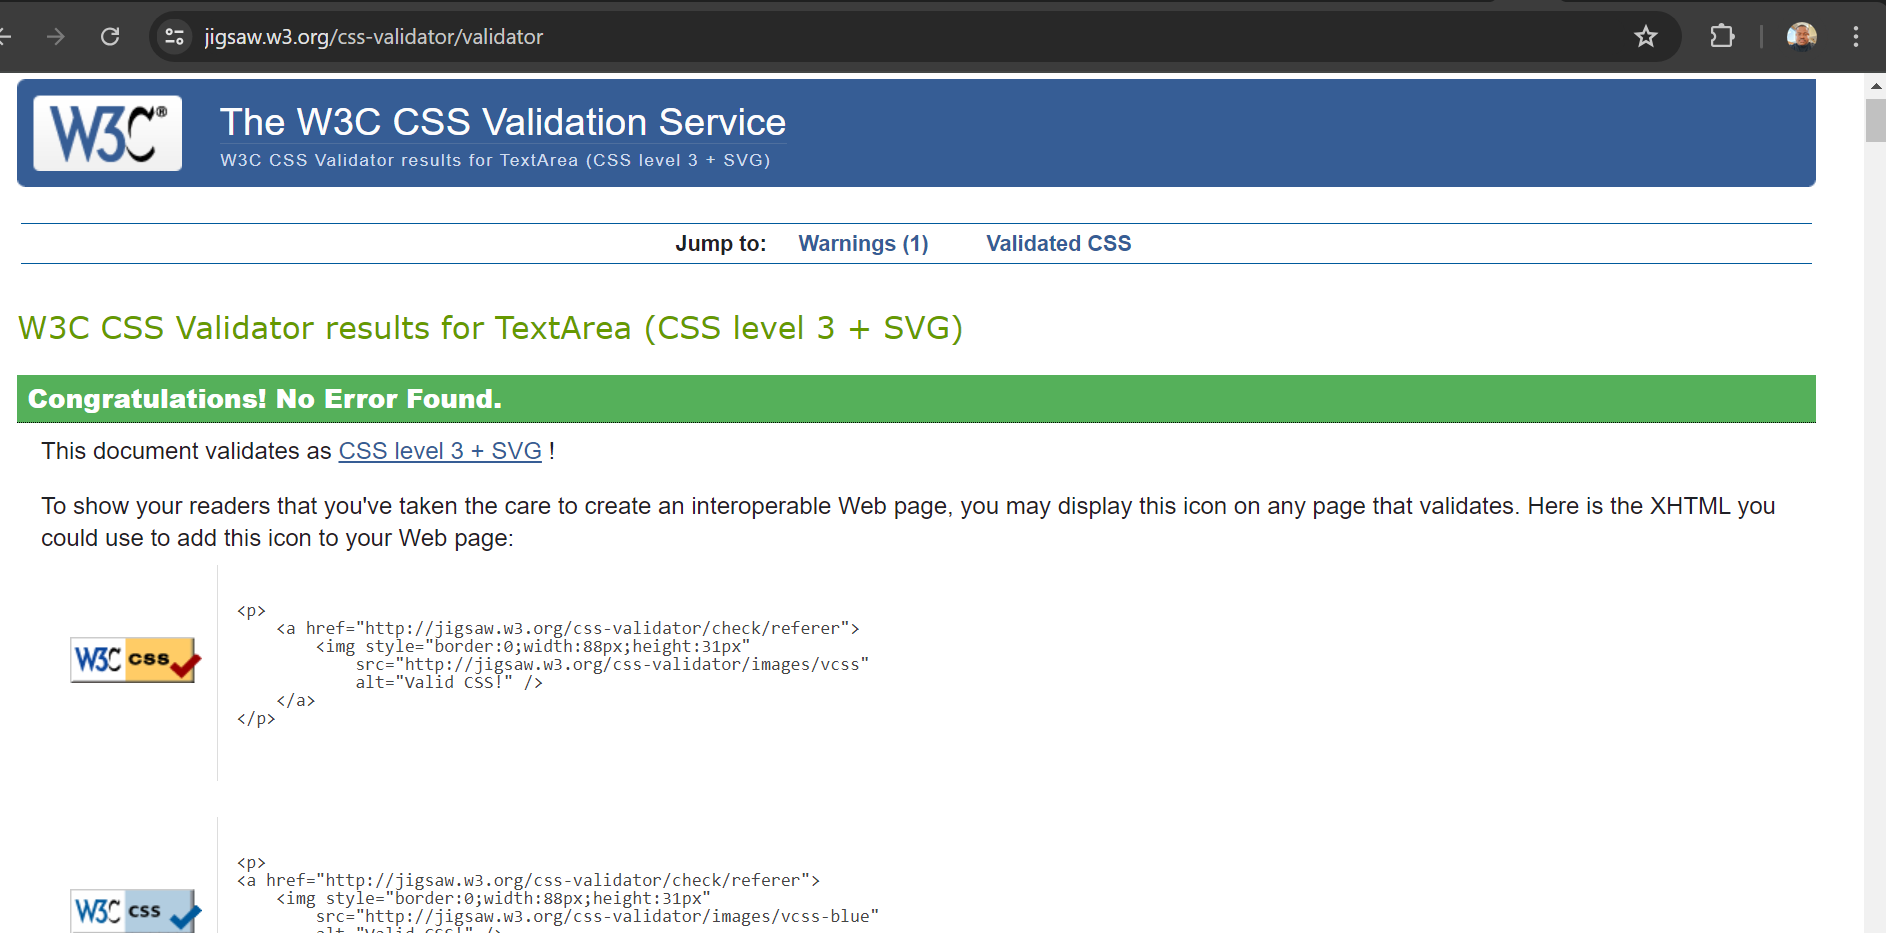 jigsaw.w3.org/css-validator/validator
W3C®
The W3C CSS Validation Service
W3C CSS Validator results for TextArea (CSS level 3 + SVG)
Jump to: Warnings (1) Validated CSS
W3C CSS Validator results for TextArea (CSS level 3 + SVG)
Congratulations! No Error Found.
This document validates as CSS level 3 + SVG !
To show your readers that you've taken the care to create an interoperable Web page, you may display this icon on any page that validates. Here is the XHTML you
could use to add this icon to your Web page:
<p>
<a href="http://jigsaw.w3.org/css-validator/check/referer">
<img style="border:0;width:88px;height:31px"
W3C css
src="http://jigsaw.w3.org/css-validator/images/vcss"
alt="Valid CSS!" />
</a>
</p>
<p>
<a href="http://jigsaw.w3.org/css-validator/check/referer">
<img style="border:0;width:88px;height:31px"
W3C css
src="http://jigsaw.w3.org/css-validator/images/vcss-blue"
alt="Valid CSS!" />